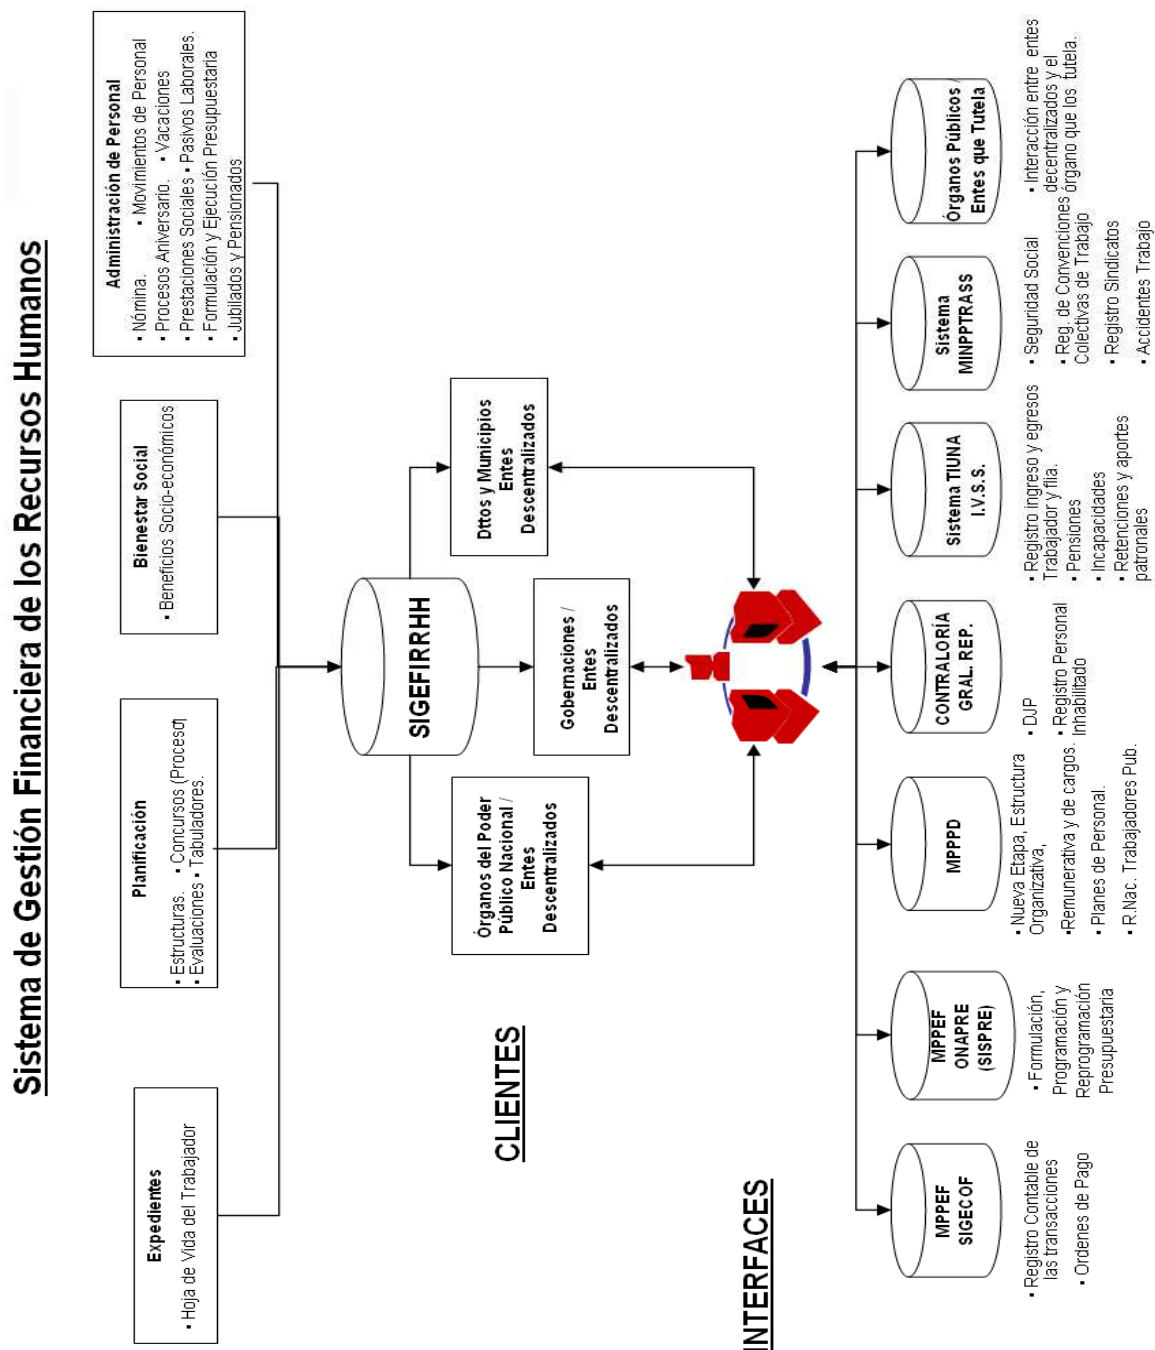 Sistema de Gestión Financiera de los Recursos Humanos
Expedientes
▪ Hoja de Vida del Trabajador
Planificación
▪ Estructuras. ▪ Concursos (Proceso)
▪ Evaluaciones ▪ Tabuladores.
Bienestar Social
▪ Beneficios Socio-económicos
Administración de Personal
▪ Nómina. ▪ Movimientos de Personal
▪ Procesos Aniversario. ▪ Vacaciones
▪ Prestaciones Sociales ▪ Pasivos Laborales.
▪ Formulación y Ejecución Presupuestaria
▪ Jubilados y Pensionados
SIGEFIRRHH
CLIENTES
Órganos del Poder
Público Nacional /
Entes
Descentralizados
Gobernaciones /
Entes
Descentralizados
Dttos y Municipios
Entes
Descentralizados
INTERFACES
MPPEF
SIGECOF
▪ Registro Contable de
las transacciones
▪ Ordenes de Pago
MPPEF
ONAPRE
(SISPRE)
▪ Formulación,
Programación y
Reprogramación
Presupuestaria
MPPPD
▪ Nueva Etapa, Estructura
Organizativa,
▪Remunerativa y de cargos.
▪ Planes de Personal.
▪ R.Nac. Trabajadores Pub.
CONTRALORIA
GRAL. REP.
▪ DJP
▪ Registro Personal
Inhabilitado
Sistema TIUNA
I.V.S.S.
▪ Registro ingreso y egresos
Trabajador y flia.
▪ Pensiones
▪ Incapacidades
▪ Retenciones y aportes
patronales
Sistema
MINPPTRASS
▪ Seguridad Social
▪ Reg. de Convenciones
Colectivas de Trabajo
▪ Registro Sindicatos
▪ Accidentes Trabajo
Órganos Públicos /
Entes que Tutela
▪ Interacción entre entes
decentralizados y el
órgano que los tutela.